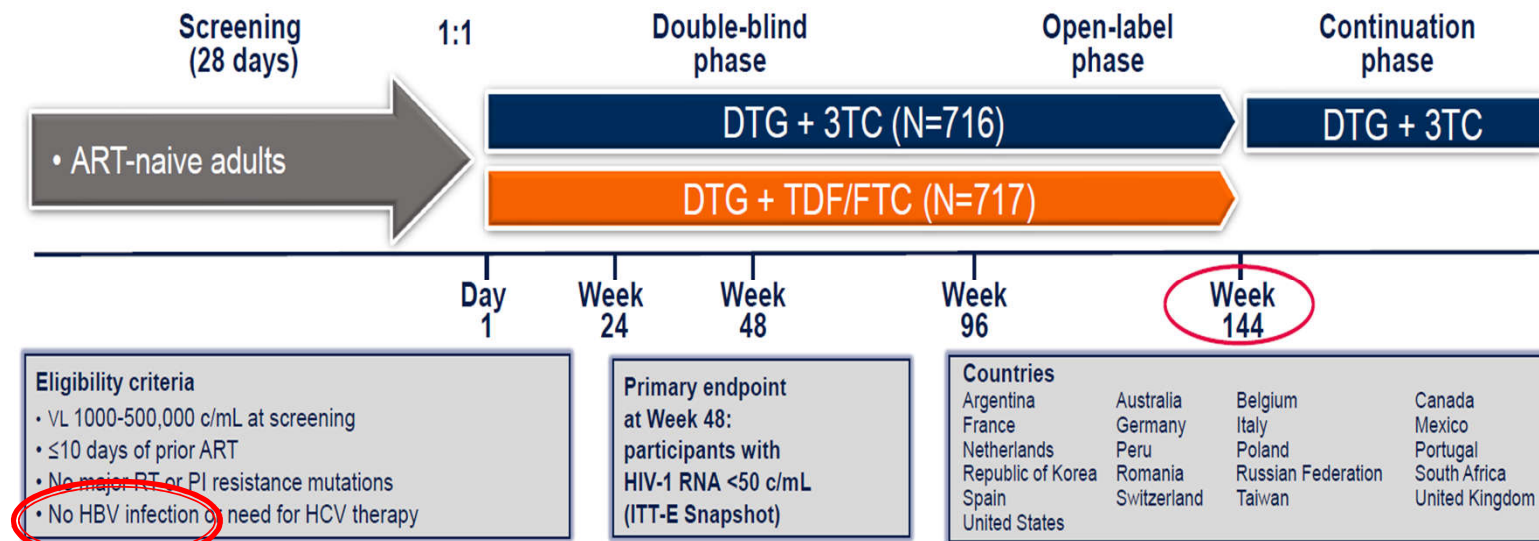 Screening
(28 days)
1:1
Double-blind
phase
Open-label
phase
Continuation
phase
• ART-naive adults
DTG + 3TC (N=716)
DTG + 3TC
DTG + TDF/FTC (N=717)
Day
1
Week
24
Week
48
Week
96
Week
144
Eligibility criteria
• VL 1000-500,000 c/mL at screening
• ≤10 days of prior ART
• No major RT or PI resistance mutations
• No HBV infection or need for HCV therapy
Primary endpoint
at Week 48:
participants with
HIV-1 RNA <50 c/mL
(ITT-E Snapshot)
Countries
Argentina Australia Belgium Canada
France Germany Italy Mexico
Netherlands Peru Poland Portugal
Republic of Korea Romania Russian Federation South Africa
Spain Switzerland Taiwan United Kingdom
United States